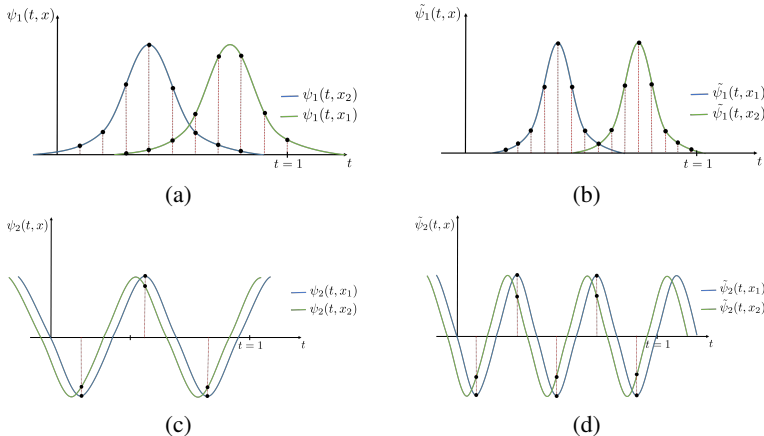 ψ₁(t, x)
ψ₁(t, x₂)
ψ₁(t, x₁)
t = 1
t
(a)
ψ̃₁(t, x)
ψ̃₁(t, x₁)
ψ̃₁(t, x₂)
t = 1
t
(b)
ψ₂(t, x)
ψ₂(t, x₁)
ψ₂(t, x₂)
t = 1
t
(c)
ψ̃₂(t, x)
ψ̃₂(t, x₁)
ψ̃₂(t, x₂)
t = 1
t
(d)